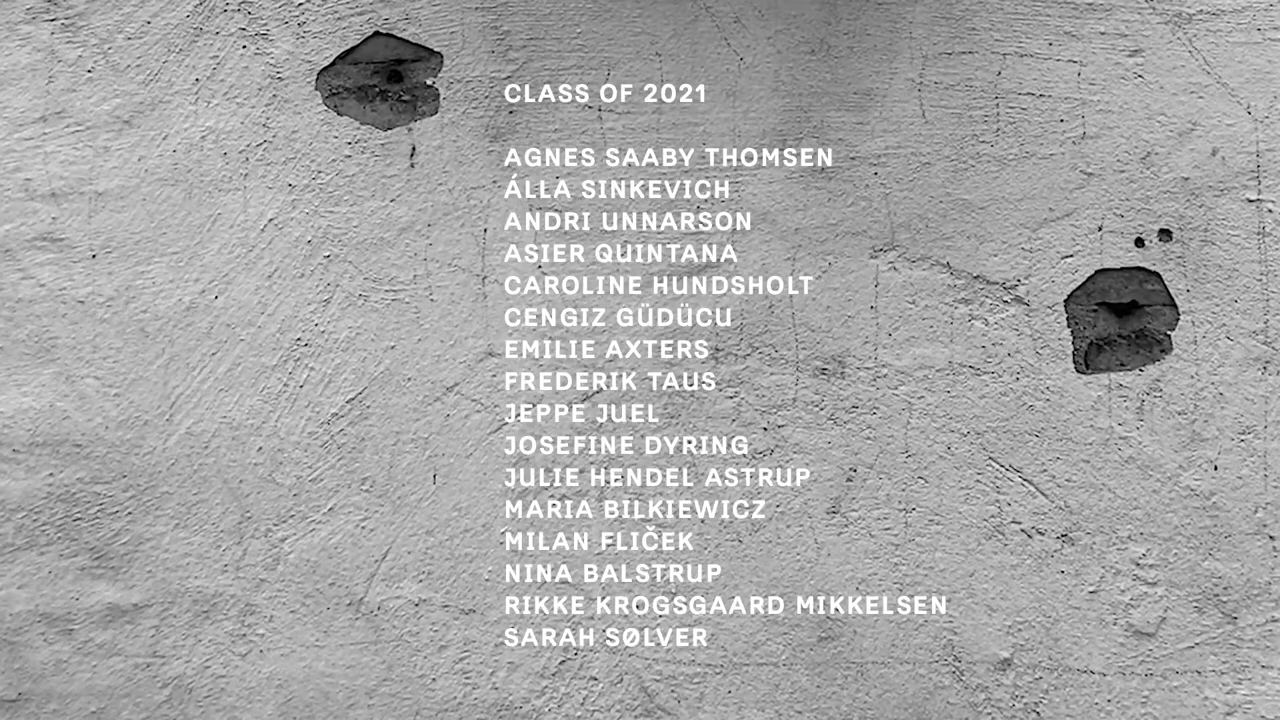 CLASS OF 2021
AGNES SAABY THOMSEN
ÁLLA SINKEVICH
ANDRI UNNARSON
ASIER QUINTANA
CAROLINE HUNDSHOLT
CENGIZ GÜDÜCU
EMILIE AXTERS
FREDERIK TAUS
JEPPE JUEL
JOSEFINE DYRING
JULIE HENDEL ASTRUP
MARIA BILKIEWICZ
MILAN FLIČEK
NINA BALSTRUP
RIKKE KROGSGAARD MIKKELSEN
SARAH SØLVER